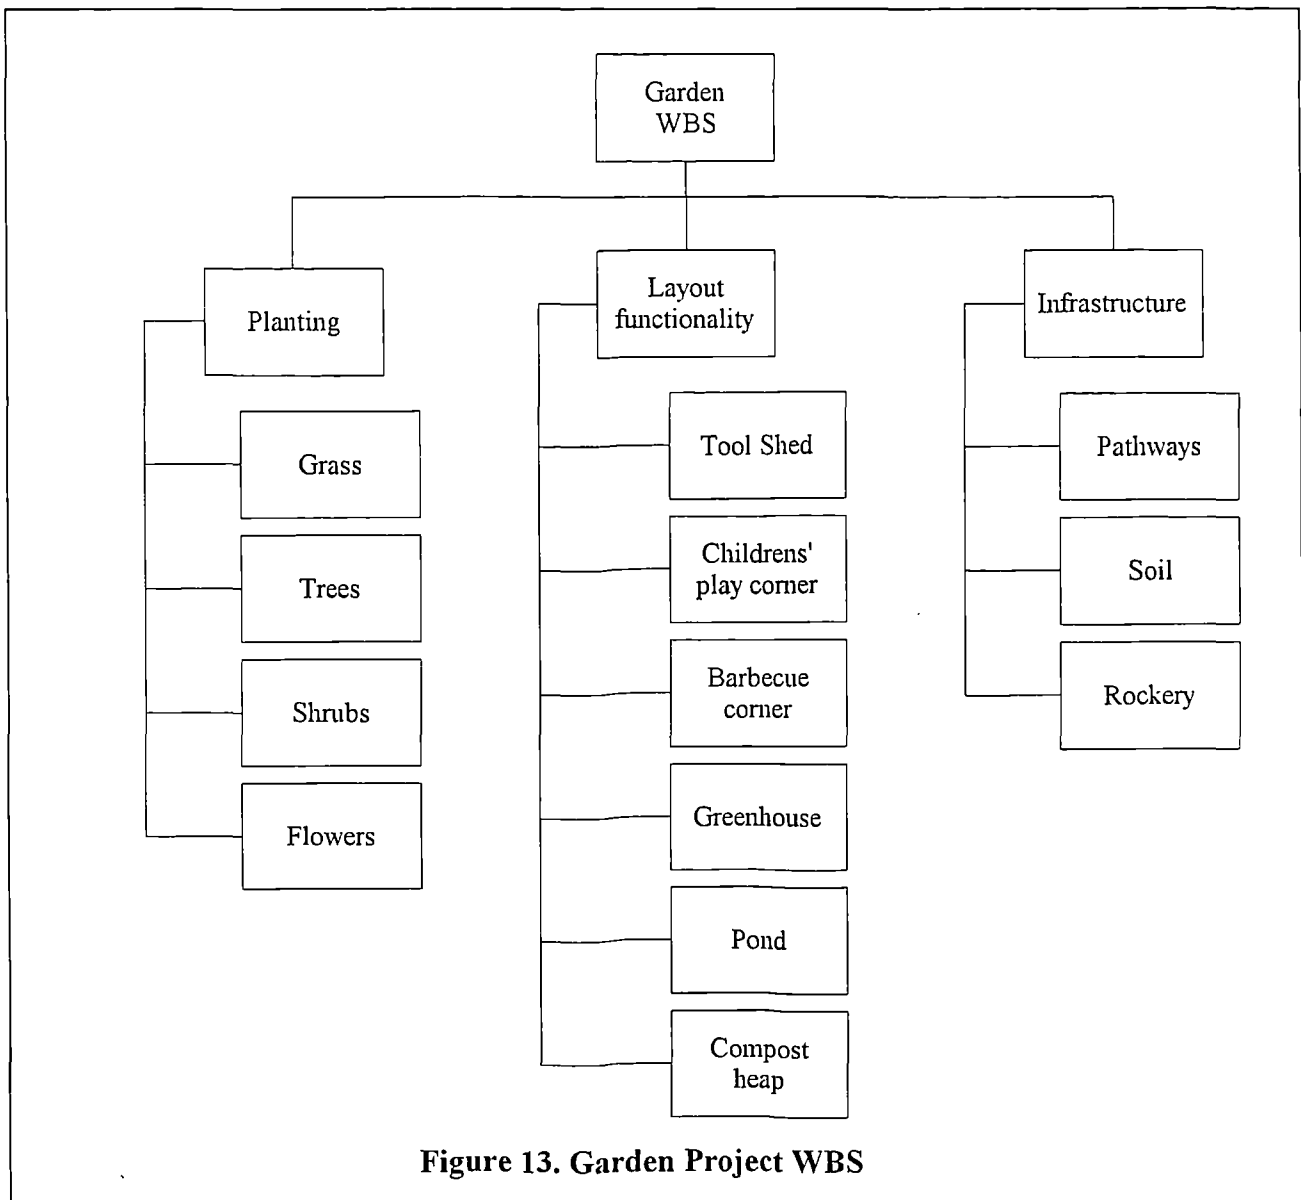 Garden
WBS
Planting
Grass
Trees
Shrubs
Flowers
Layout
functionality
Tool Shed
Childrens'
play corner
Barbecue
corner
Greenhouse
Pond
Compost
heap
Infrastructure
Pathways
Soil
Rockery
Figure 13. Garden Project WBS